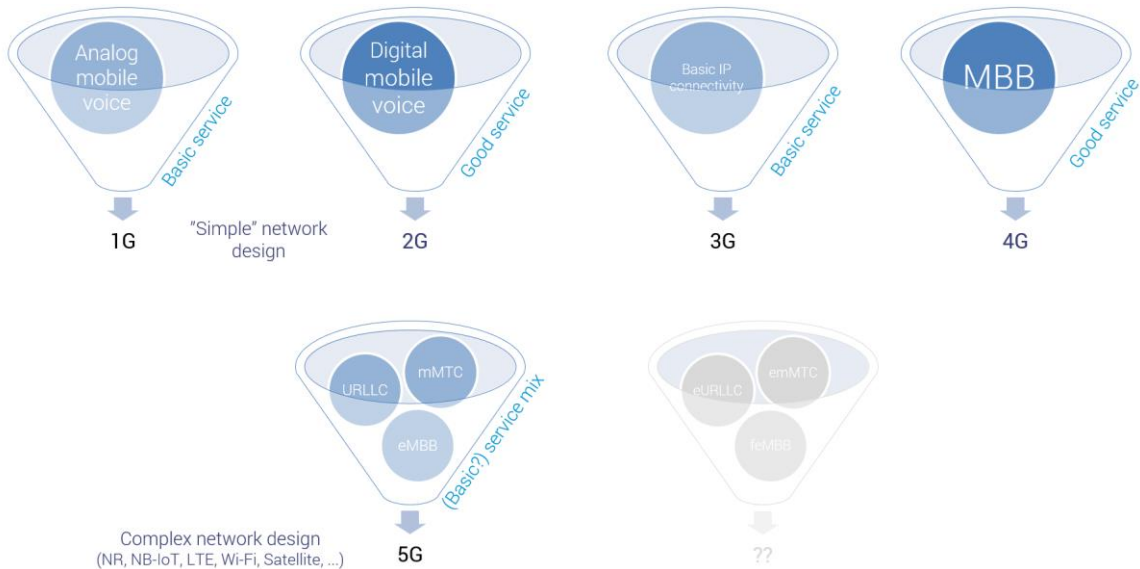 Analog
mobile
voice
Basic service
1G
"Simple" network
design
Digital
mobile
voice
Good service
2G
Basic IP
connectivity
Basic service
3G
MBB
Good service
4G
URLLC
mMTC
eMBB
(Basic?) service mix
Complex network design
(NR, NB-IoT, LTE, Wi-Fi, Satellite, ...)
5G
eURLLC
emMTC
feMBB
??